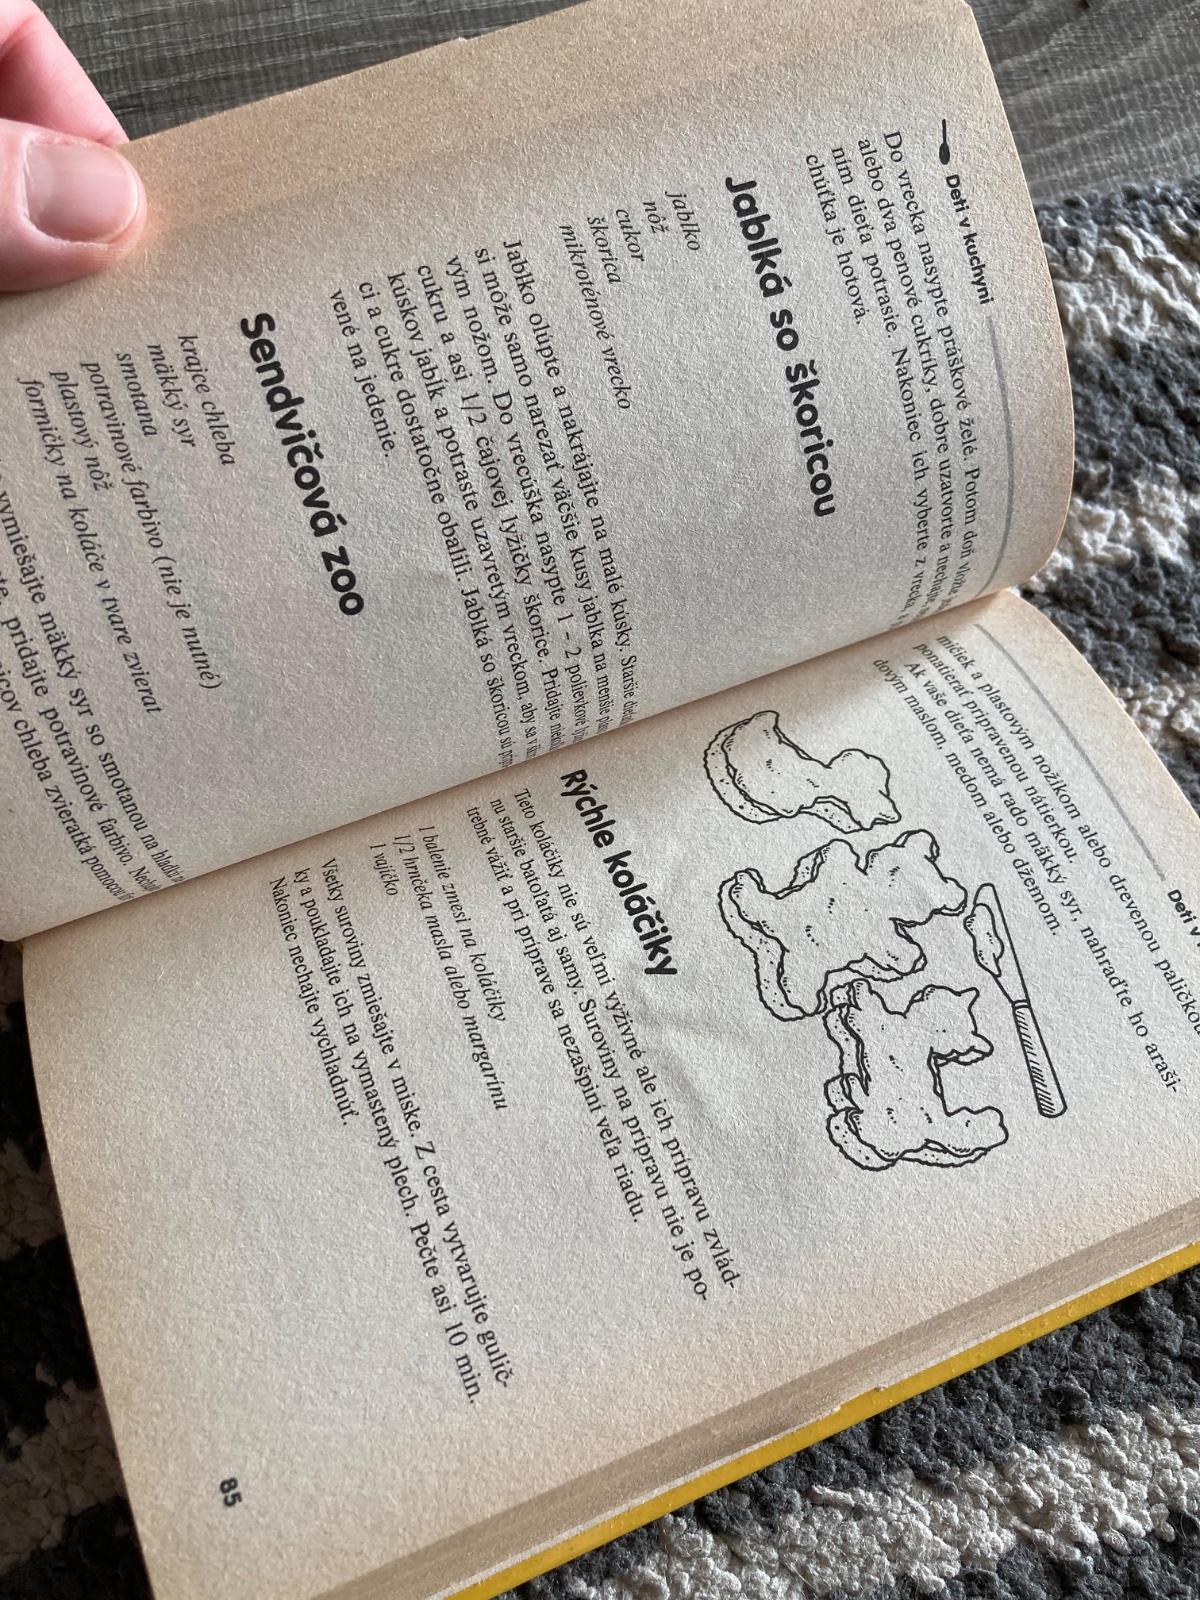 Deti v kuchyni
Do vrecka nasypte práškové želé. Potom doň vložte
alebo dva penové cukríky, dobre uzatvorte a nechajte
ním dieťa potrasie. Nakoniec ich vyberte z vrecka
chuťka je hotová.
Jablká so škoricou
jablko
nôž
cukor
škorica
mikroténové vrecko
Jablko olúpte a nakrájajte na malé kúsky. Staršie dieťa
si môže samo narezať väčšie kusy jablka na menšie
vým nožom. Do vrecúška nasypte 1 – 2 polievkové
cukru a asi 1/2 čajovej lyžičky škorice. Pridajte
kúskov jabĺk a potraste uzavretým vreckom, aby sa v
ci a cukre dostatočne obalili. Jablká so škoricou sú
vené na jedenie.
Sendvičová zoo
krajce chleba
mäkký syr
smotana
potravinové farbivo (nie je nutné)
plastový nôž
formičky na koláče v tvare zvierat
vymiešajte mäkký syr so smotanou na hladkú
pridajte potravinové farbivo.
chleba zvieratká pomocou
Deti v
mičiek a plastovým nožíkom alebo drevenou paličkou
ponatierať pripravenou nátierkou.
Ak vaše dieťa nemá rado mäkký syr, nahraďte ho araši-
dovým maslom, medom alebo džemom.
Rýchle koláčiky
Tieto koláčiky nie sú veľmi výživné ale ich prípravu zvlád-
nu staršie batoľatá aj samy. Suroviny na prípravu nie je po-
trebné vážiť a pri príprave sa nezašpiní veľa riadu.
1 balenie zmesi na koláčiky
1/2 hrnčeka masla alebo margarínu
1 vajíčko
Všetky suroviny zmiešajte v miske. Z cesta vytvarujte gulič-
ky a poukladajte ich na vymastený plech. Pečte asi 10 min.
Nakoniec nechajte vychladnúť.
85